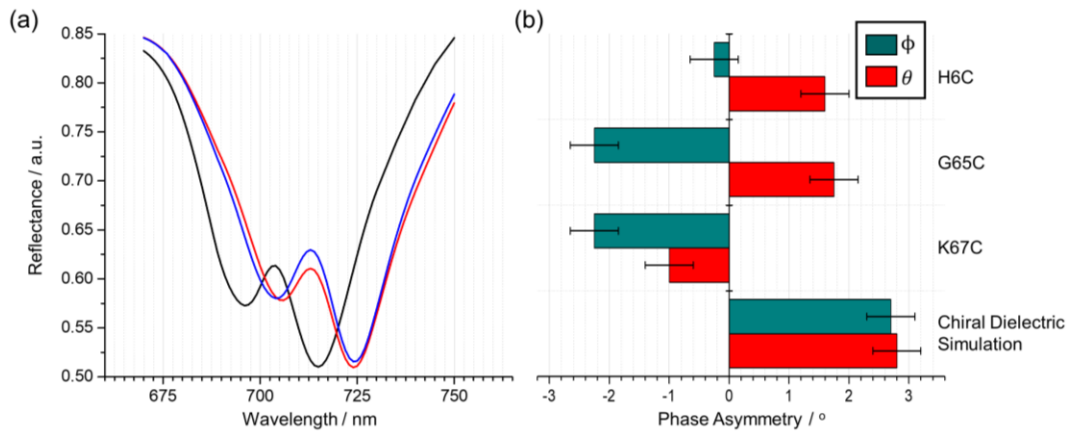 (a)
0.85
0.80
0.75
0.70
0.65
0.60
0.55
0.50
Reflectance / a.u.
675
700
725
750
Wavelength / nm
(b)
ϕ
θ
H6C
G65C
K67C
Chiral Dielectric
Simulation
-3
-2
-1
0
1
2
3
Phase Asymmetry / °